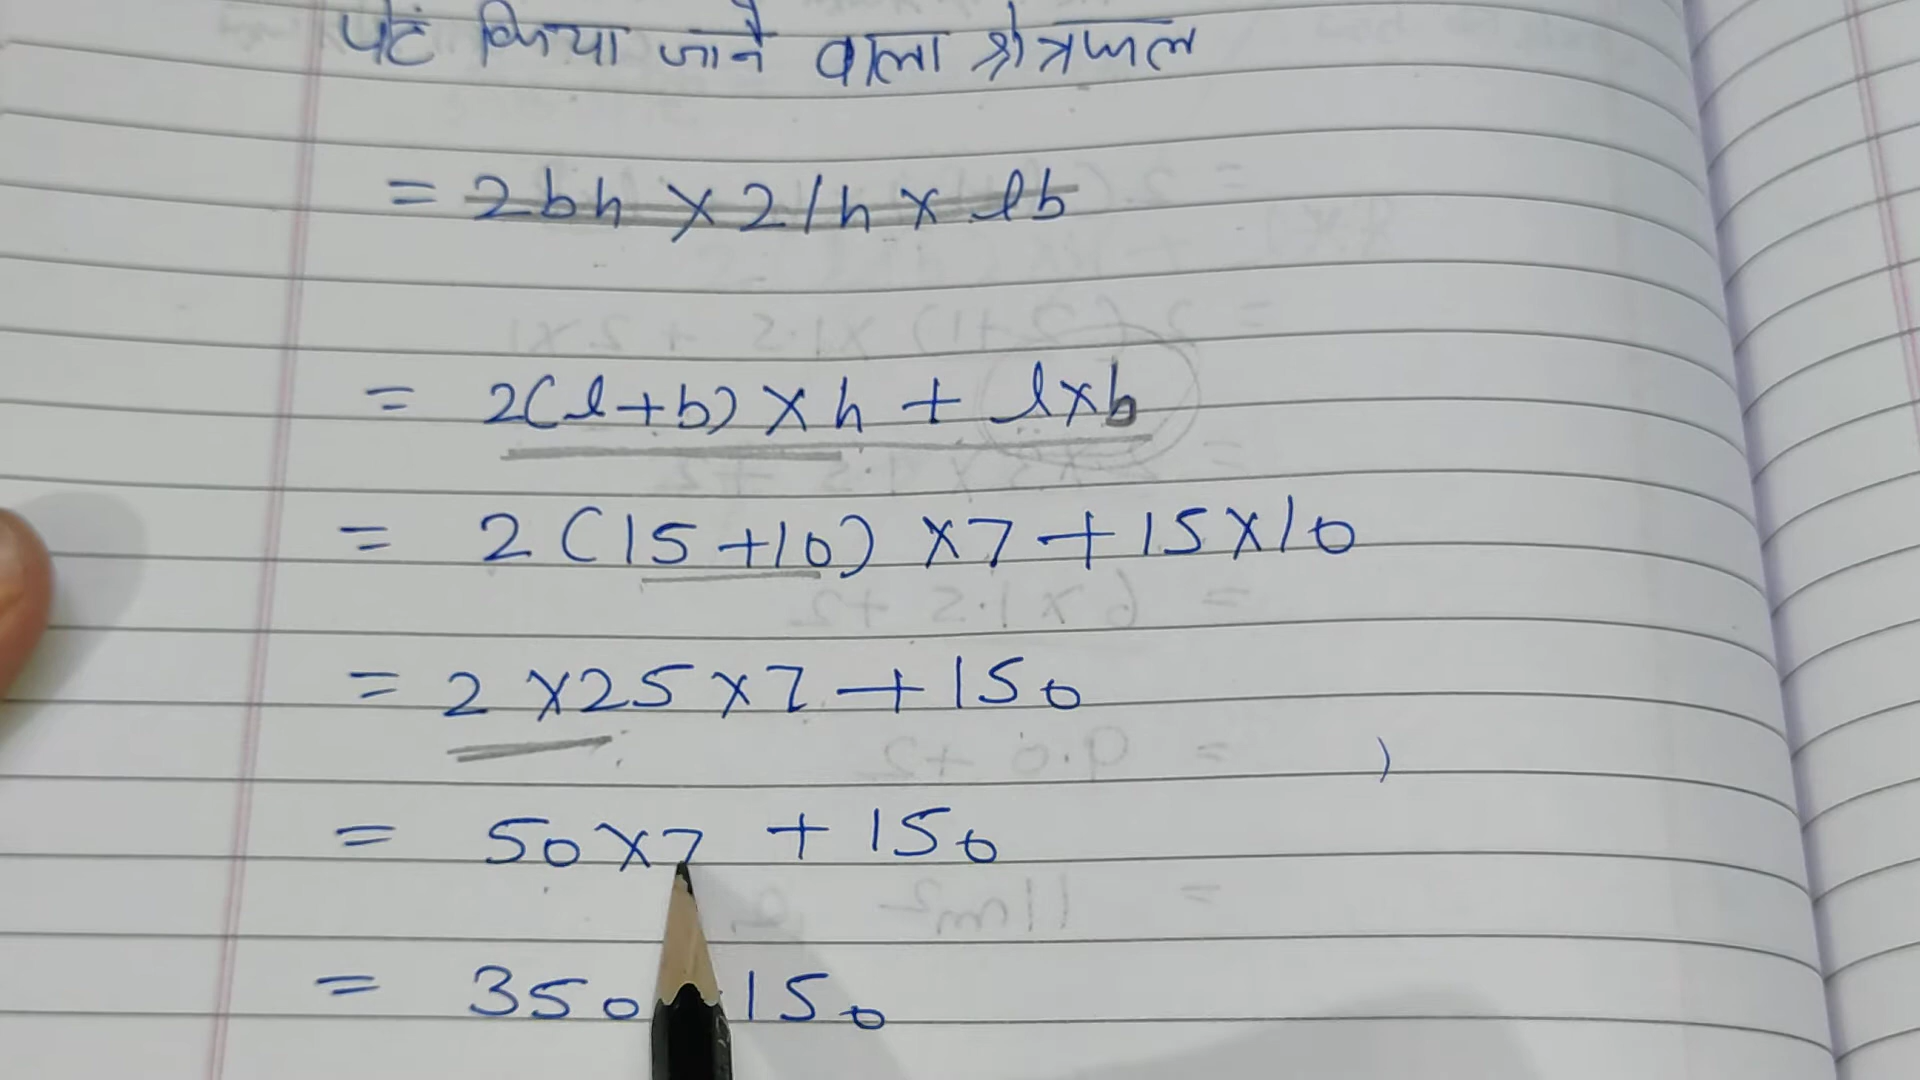 पेंट किया जाने वाला क्षेत्रफल
= 2bh × 2lh × lb
= 2(l+b) × h + l×b
= 2 (15 +10) ×7 + 15 ×10
= 2 ×25 ×7 + 150
= 50×7 + 150
= 350 150